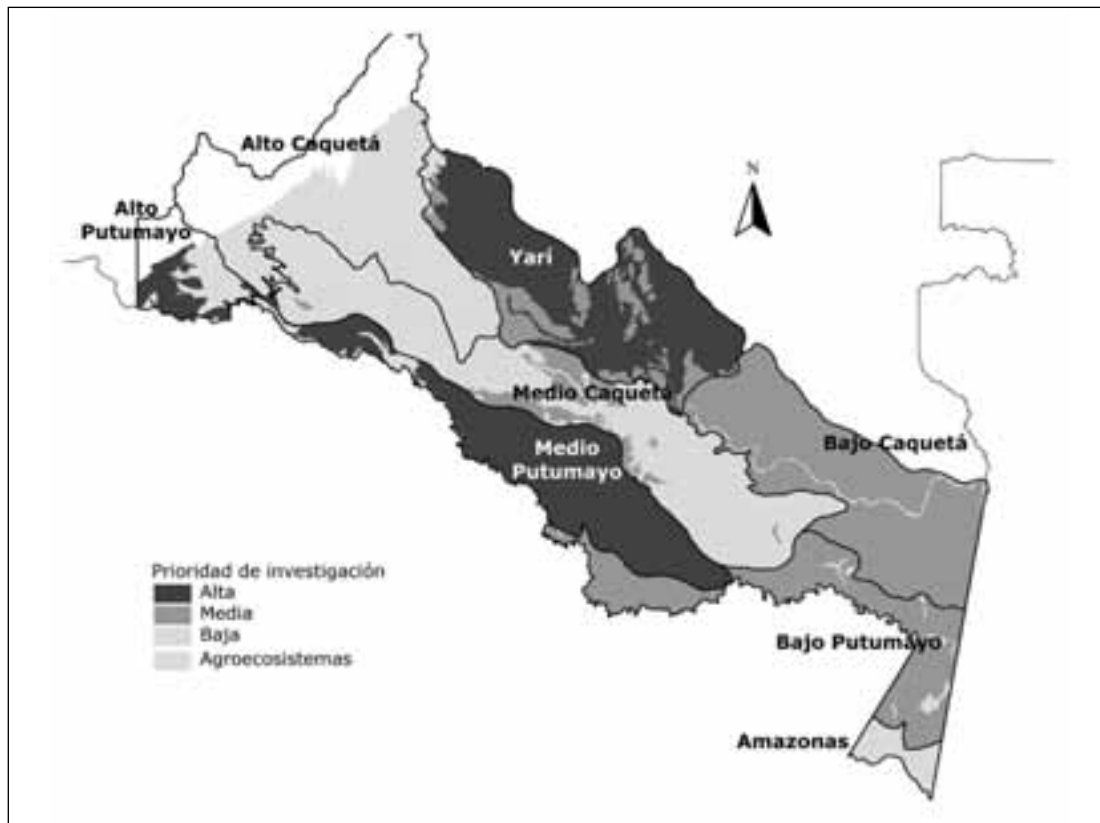 Alto Caquetá
N
Alto
Putumayo
Yarí
Medio Caquetá
Bajo Caquetá
Medio
Putumayo
Prioridad de investigación
Alta
Media
Baja
Agroecosistemas
Bajo Putumayo
Amazonas